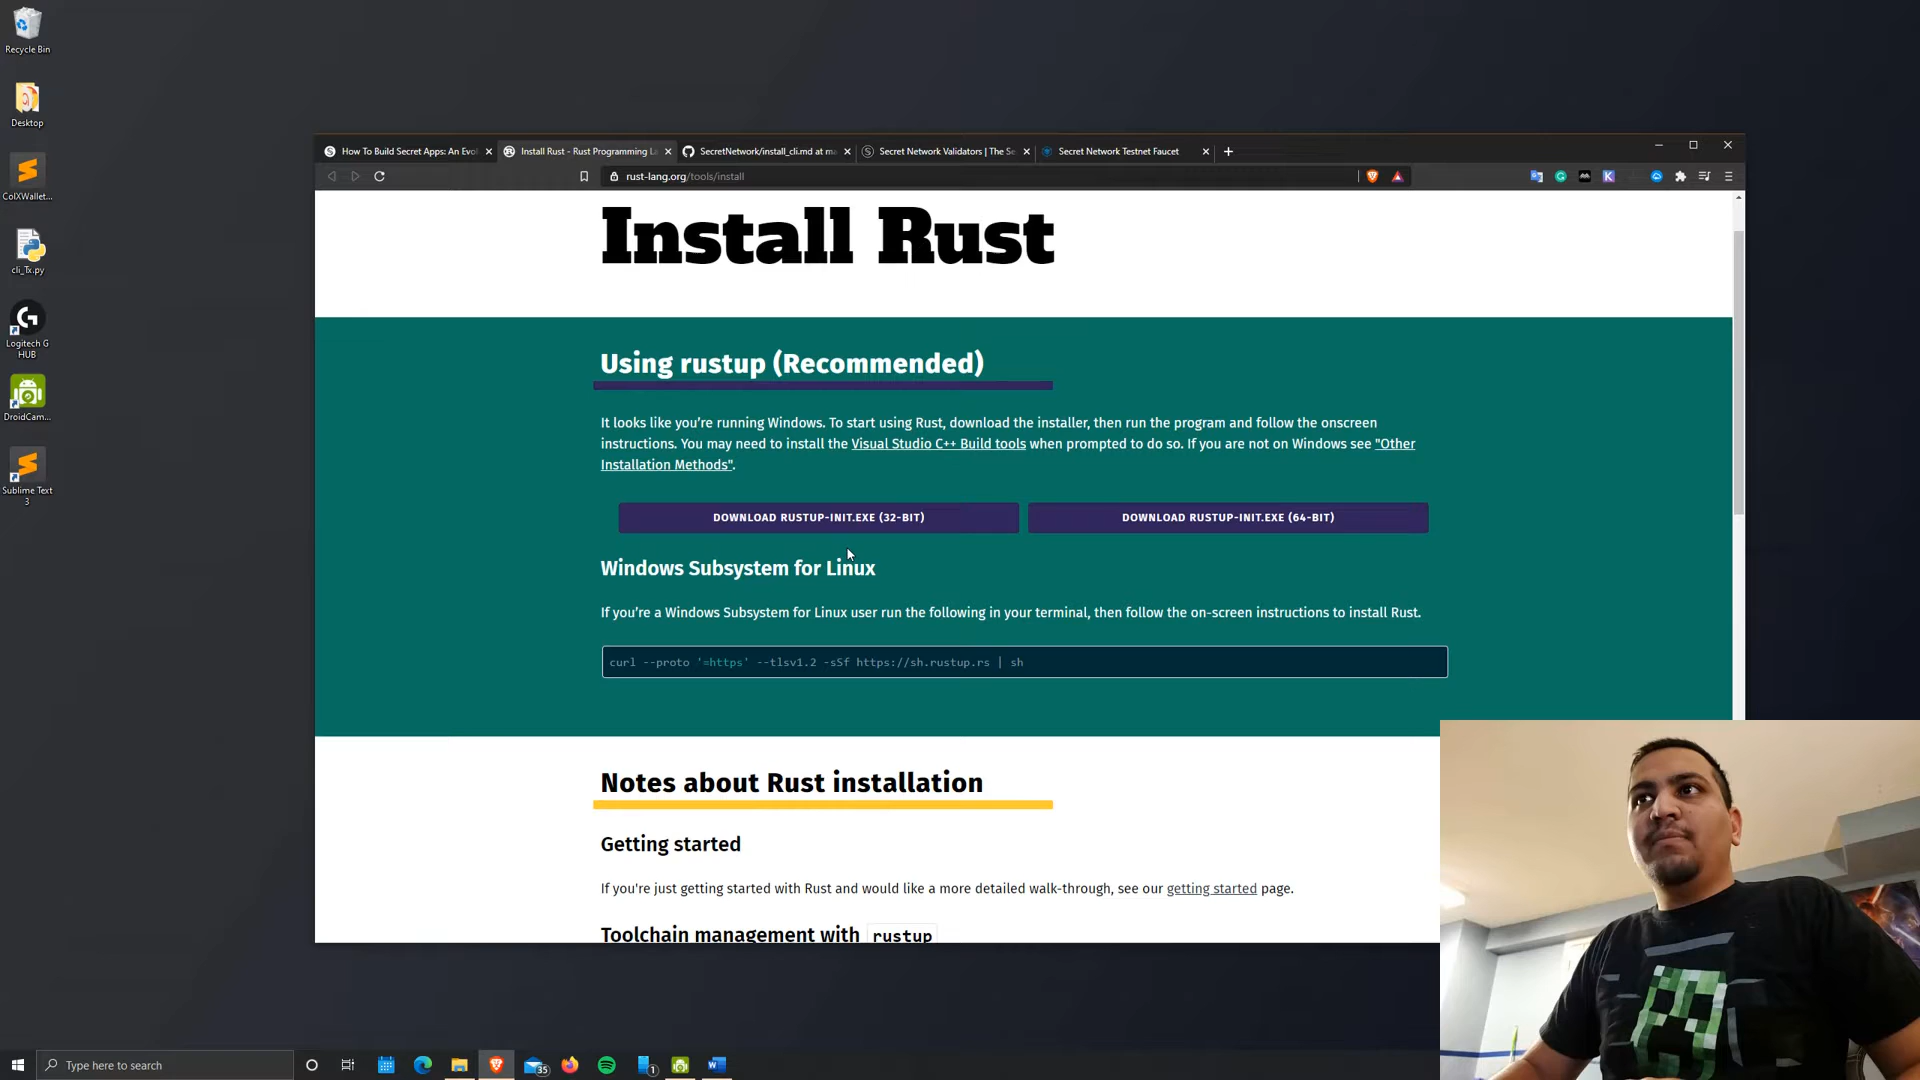 Recycle Bin
Desktop
ColXWallet...
cli_Tx.py
Logitech G
HUB
DroidCam...
Sublime Text
3
How To Build Secret Apps: An Evol
Install Rust - Rust Programming La
SecretNetwork/install_cli.md at ma
Secret Network Validators | The Se
Secret Network Testnet Faucet
rust-lang.org/tools/install
Install Rust
Using rustup (Recommended)
It looks like you're running Windows. To start using Rust, download the installer, then run the program and follow the onscreen
instructions. You may need to install the Visual Studio C++ Build tools when prompted to do so. If you are not on Windows see "Other
Installation Methods".
DOWNLOAD RUSTUP-INIT.EXE (32-BIT)
DOWNLOAD RUSTUP-INIT.EXE (64-BIT)
Windows Subsystem for Linux
If you're a Windows Subsystem for Linux user run the following in your terminal, then follow the on-screen instructions to install Rust.
curl --proto '=https' --tlsv1.2 -sSf https://sh.rustup.rs | sh
Notes about Rust installation
Getting started
If you're just getting started with Rust and would like a more detailed walk-through, see our getting started page.
Toolchain management with rustup
Type here to search
35
1